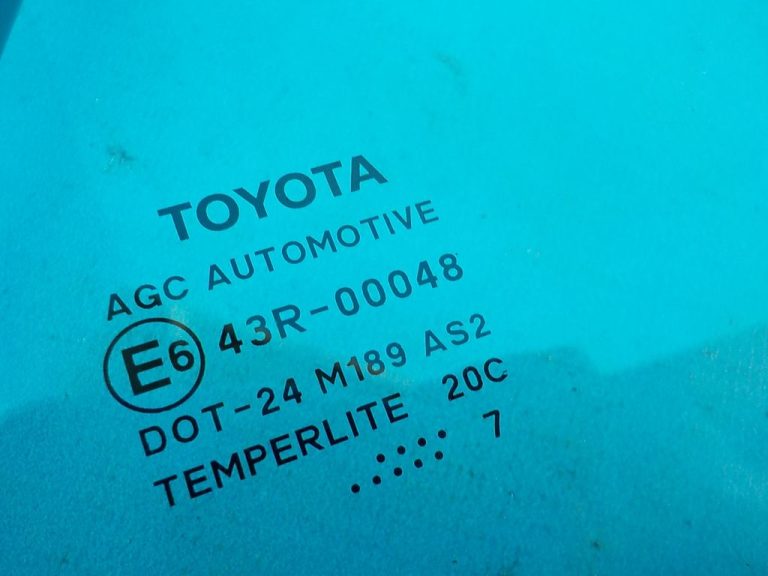 TOYOTA
AGC AUTOMOTIVE
E6 43R-00048
DOT-24 M189 AS2
TEMPERLITE 20C
7